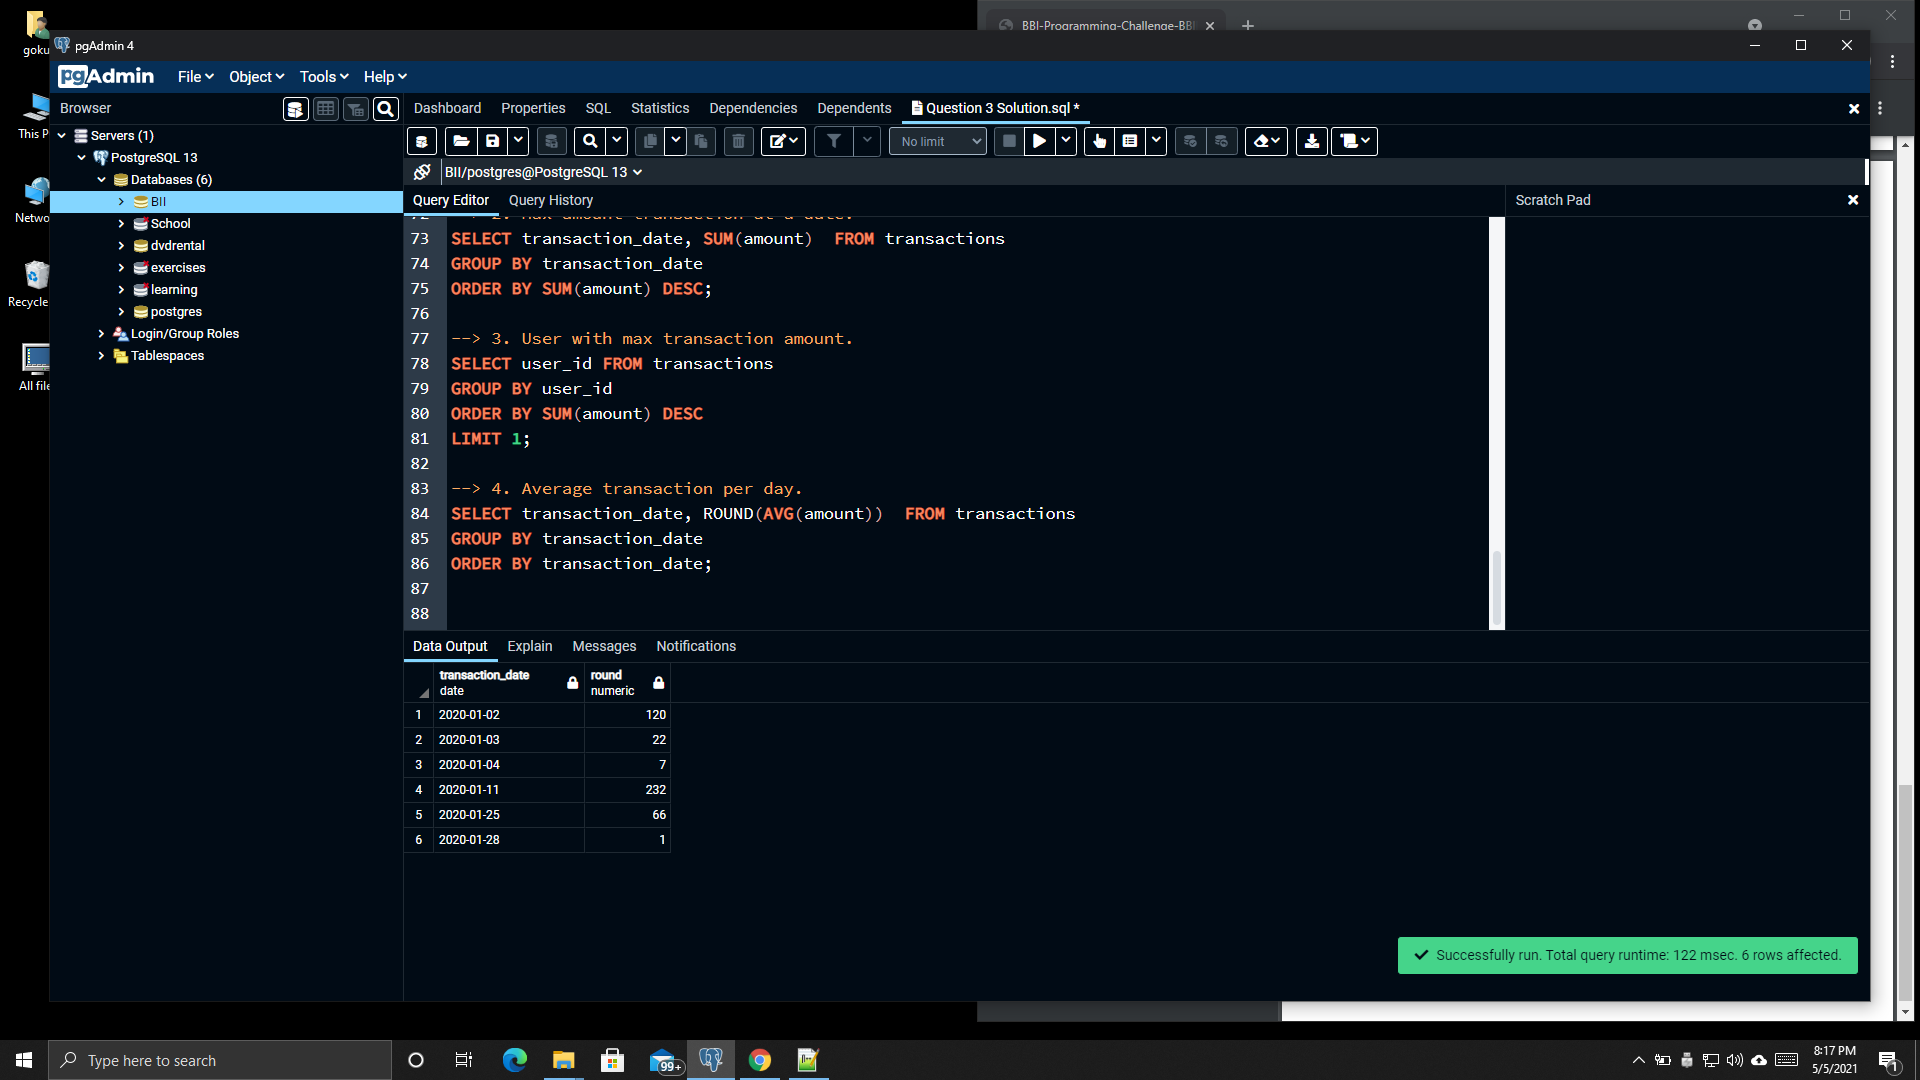 BBI-Programming-Challenge-BBI
goku
This P
Netwo
Recycle
All file
pgAdmin 4
pgAdmin
File
Object
Tools
Help
Browser
Servers (1)
PostgreSQL 13
Databases (6)
BII
School
dvdrental
exercises
learning
postgres
Login/Group Roles
Tablespaces
Dashboard
Properties
SQL
Statistics
Dependencies
Dependents
Question 3 Solution.sql *
No limit
BII/postgres@PostgreSQL 13
Query Editor
Query History
Scratch Pad
72 --> 2. Max amount transaction at a date.
73 SELECT transaction_date, SUM(amount)  FROM transactions
74 GROUP BY transaction_date
75 ORDER BY SUM(amount) DESC;
76
77 --> 3. User with max transaction amount.
78 SELECT user_id FROM transactions
79 GROUP BY user_id
80 ORDER BY SUM(amount) DESC
81 LIMIT 1;
82
83 --> 4. Average transaction per day.
84 SELECT transaction_date, ROUND(AVG(amount))  FROM transactions
85 GROUP BY transaction_date
86 ORDER BY transaction_date;
87
88
Data Output
Explain
Messages
Notifications
transaction_date round
date numeric
1 2020-01-02 120
2 2020-01-03 22
3 2020-01-04 7
4 2020-01-11 232
5 2020-01-25 66
6 2020-01-28 1
Successfully run. Total query runtime: 122 msec. 6 rows affected.
Type here to search
99+
8:17 PM
5/5/2021
1